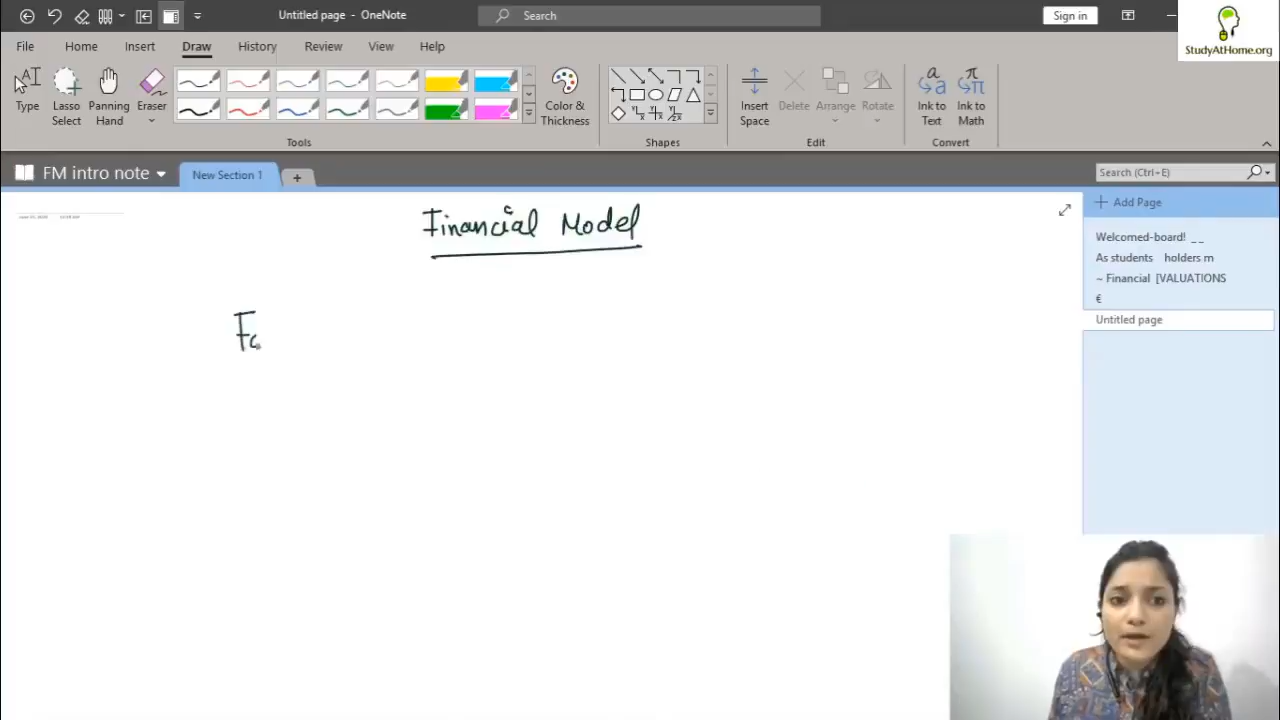 Untitled page - OneNote
Search
Sign in
StudyAtHome.org
File Home Insert Draw History Review View Help
Type
Lasso Select
Panning Hand
Eraser
Color & Thickness
Insert Space
Delete
Arrange
Rotate
Ink to Text
Ink to Math
Tools
Shapes
Edit
Convert
FM intro note
New Section 1
Search (Ctrl+E)
Add Page
Welcomed-board! _ _
As students holders m
~ Financial [VALUATIONS
€
Untitled page
Financial Model